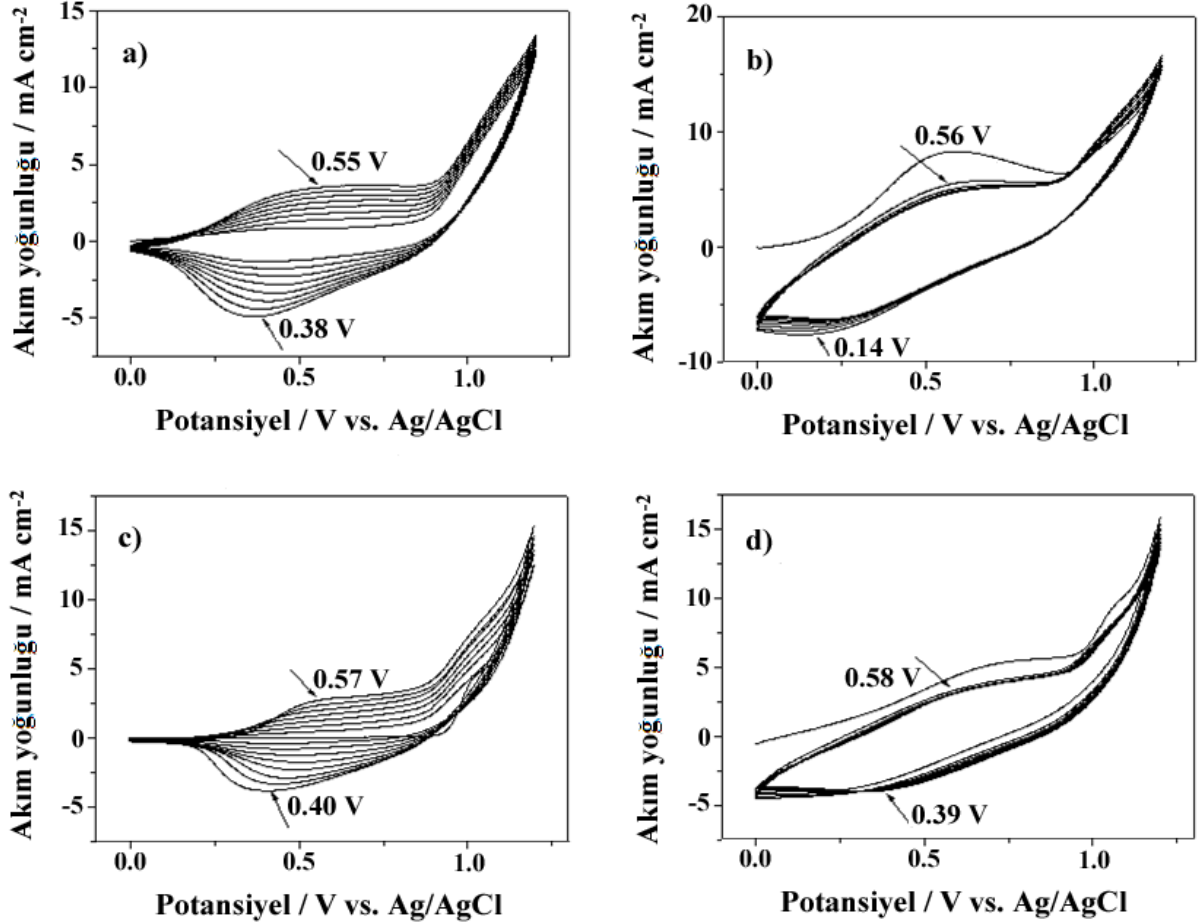 a)
Akım yoğunluğu / mA cm-2
15
10
5
0
-5
0.55 V
0.38 V
0.0 0.5 1.0
Potansiyel / V vs. Ag/AgCl
b)
Akım yoğunluğu / mA cm-2
20
10
0
-10
0.56 V
0.14 V
0.0 0.5 1.0
Potansiyel / V vs. Ag/AgCl
c)
Akım yoğunluğu / mA cm-2
15
10
5
0
-5
0.57 V
0.40 V
0.0 0.5 1.0
Potansiyel / V vs. Ag/AgCl
d)
Akım yoğunluğu / mA cm-2
15
10
5
0
-5
0.58 V
0.39 V
0.0 0.5 1.0
Potansiyel / V vs. Ag/AgCl